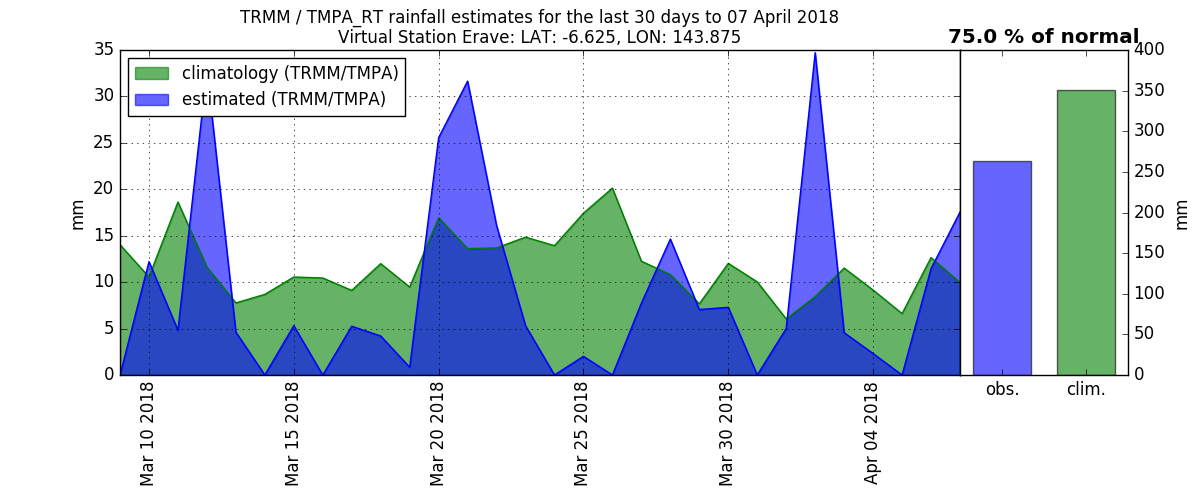 TRMM / TMPA_RT rainfall estimates for the last 30 days to 07 April 2018
Virtual Station Erave: LAT: -6.625, LON: 143.875
75.0 % of normal
climatology (TRMM/TMPA)
estimated (TRMM/TMPA)
35
30
25
20
15
10
5
0
mm
Mar 10 2018
Mar 15 2018
Mar 20 2018
Mar 25 2018
Mar 30 2018
Apr 04 2018
obs.
clim.
400
350
300
250
200
150
100
50
0
mm